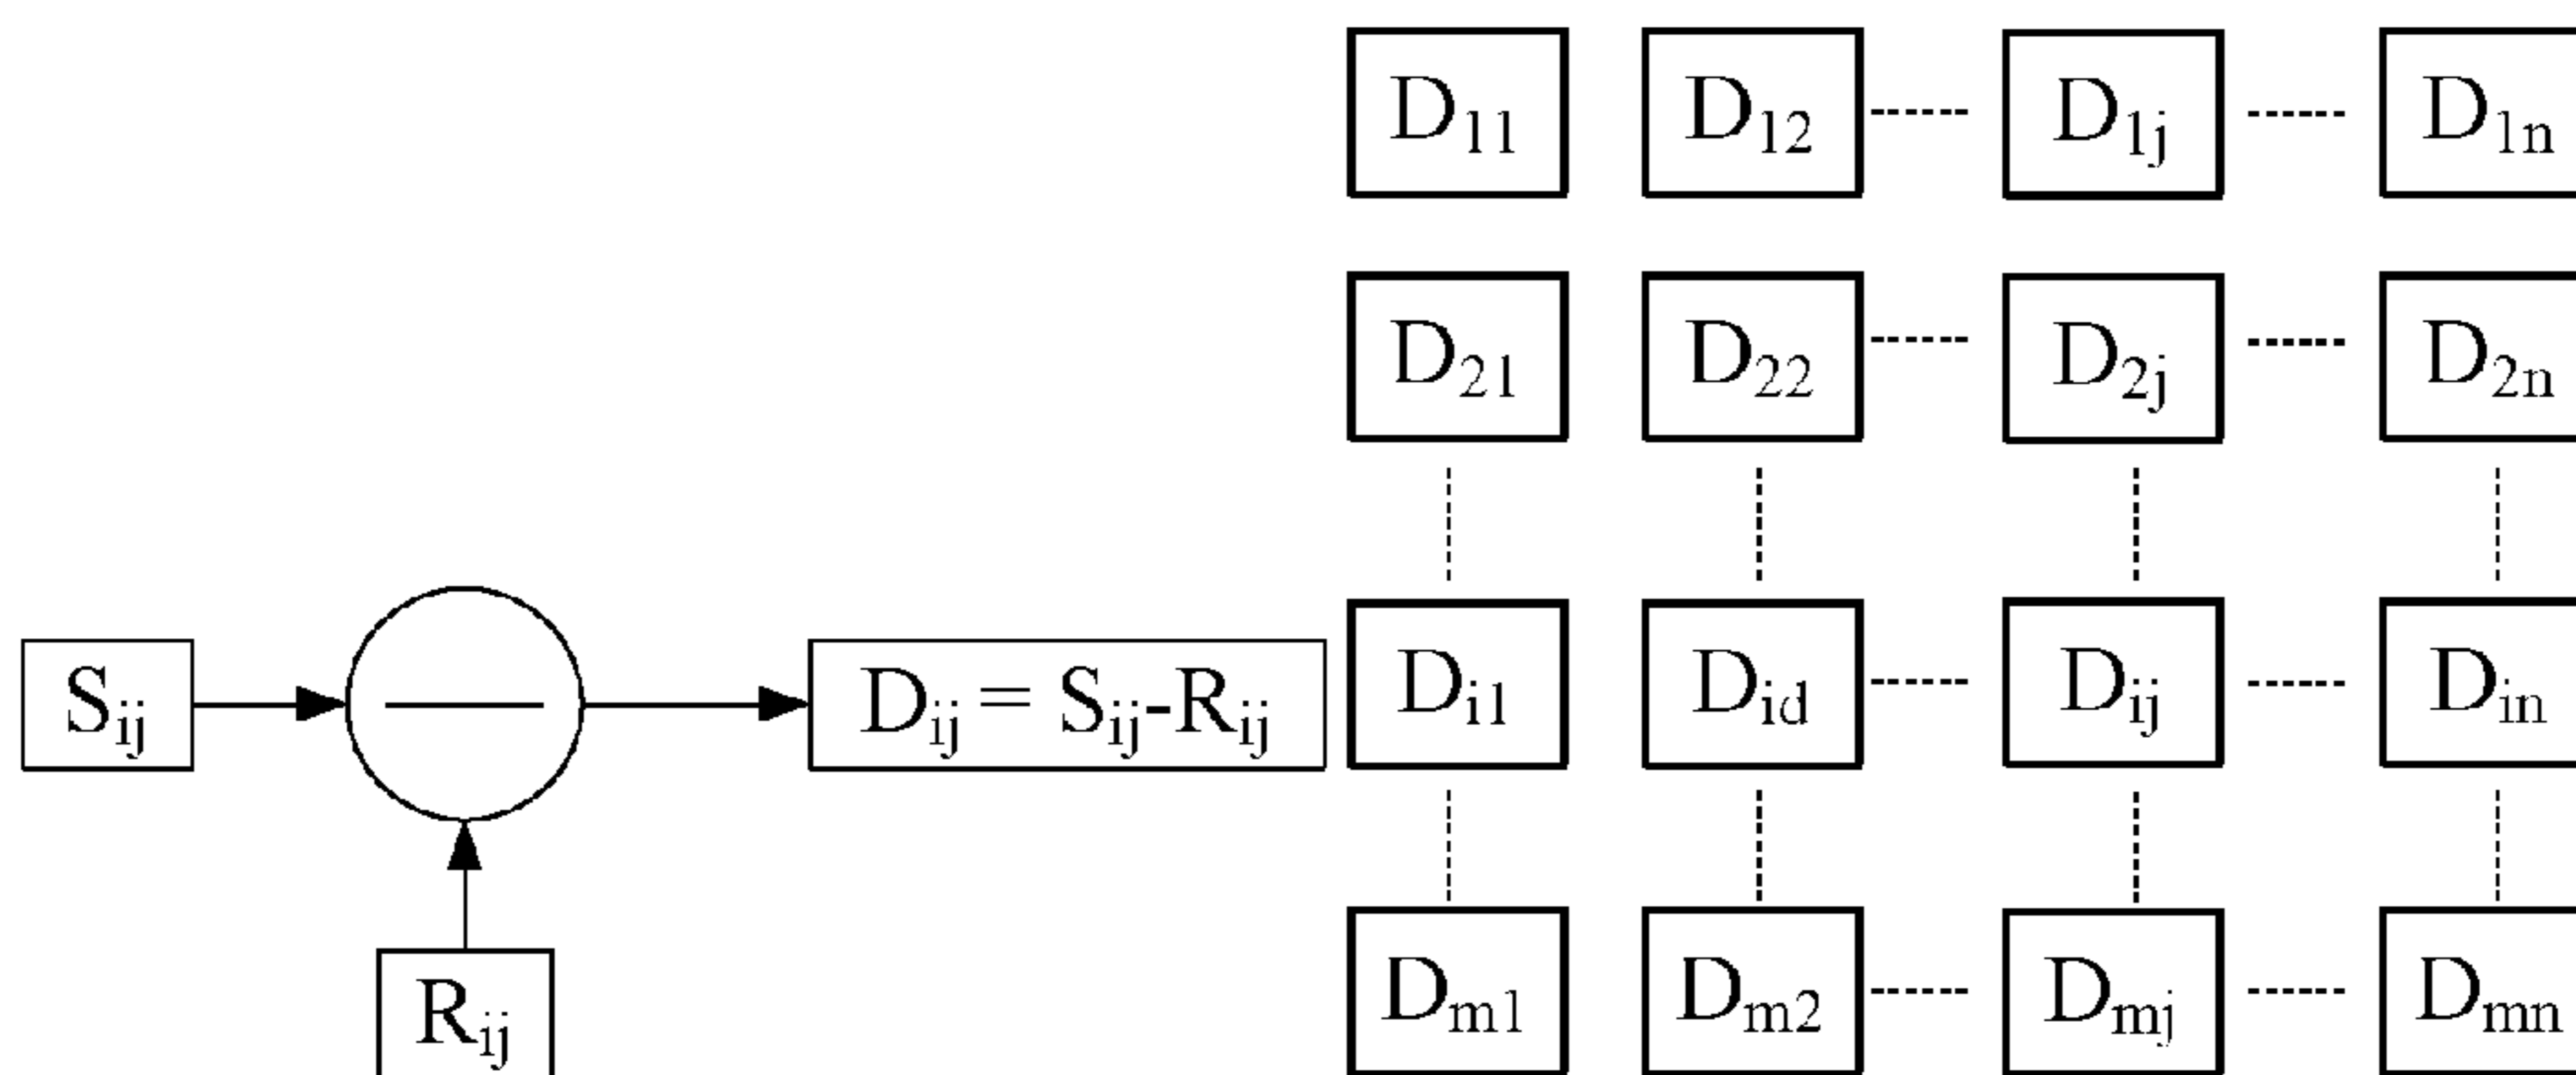 D₁₁ D₁₂ D₁ⱼ D₁ₙ
D₂₁ D₂₂ D₂ⱼ D₂ₙ
Sᵢⱼ Dᵢⱼ = Sᵢⱼ-Rᵢⱼ Dᵢ₁ Did Dᵢⱼ Dᵢₙ
Rᵢⱼ Dₘ₁ Dₘ₂ Dₘⱼ Dₘₙ